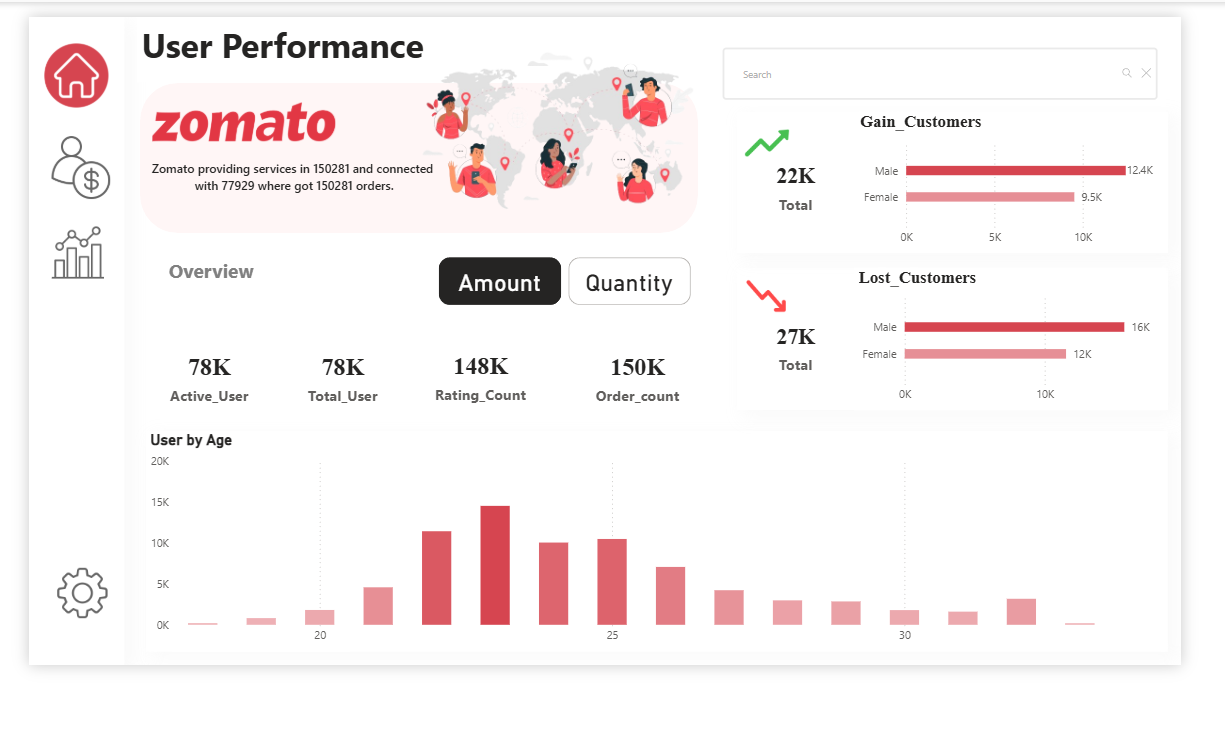 User Performance
zomato
Zomato providing services in 150281 and connected
with 77929 where got 150281 orders.
Search
Gain_Customers
22K
Total
Male
12.4K
Female
9.5K
0K
5K
10K
Overview
Amount
Quantity
Lost_Customers
27K
Total
Male
16K
Female
12K
0K
10K
78K
Active_User
78K
Total_User
148K
Rating_Count
150K
Order_count
User by Age
20K
15K
10K
5K
0K
20
25
30
$